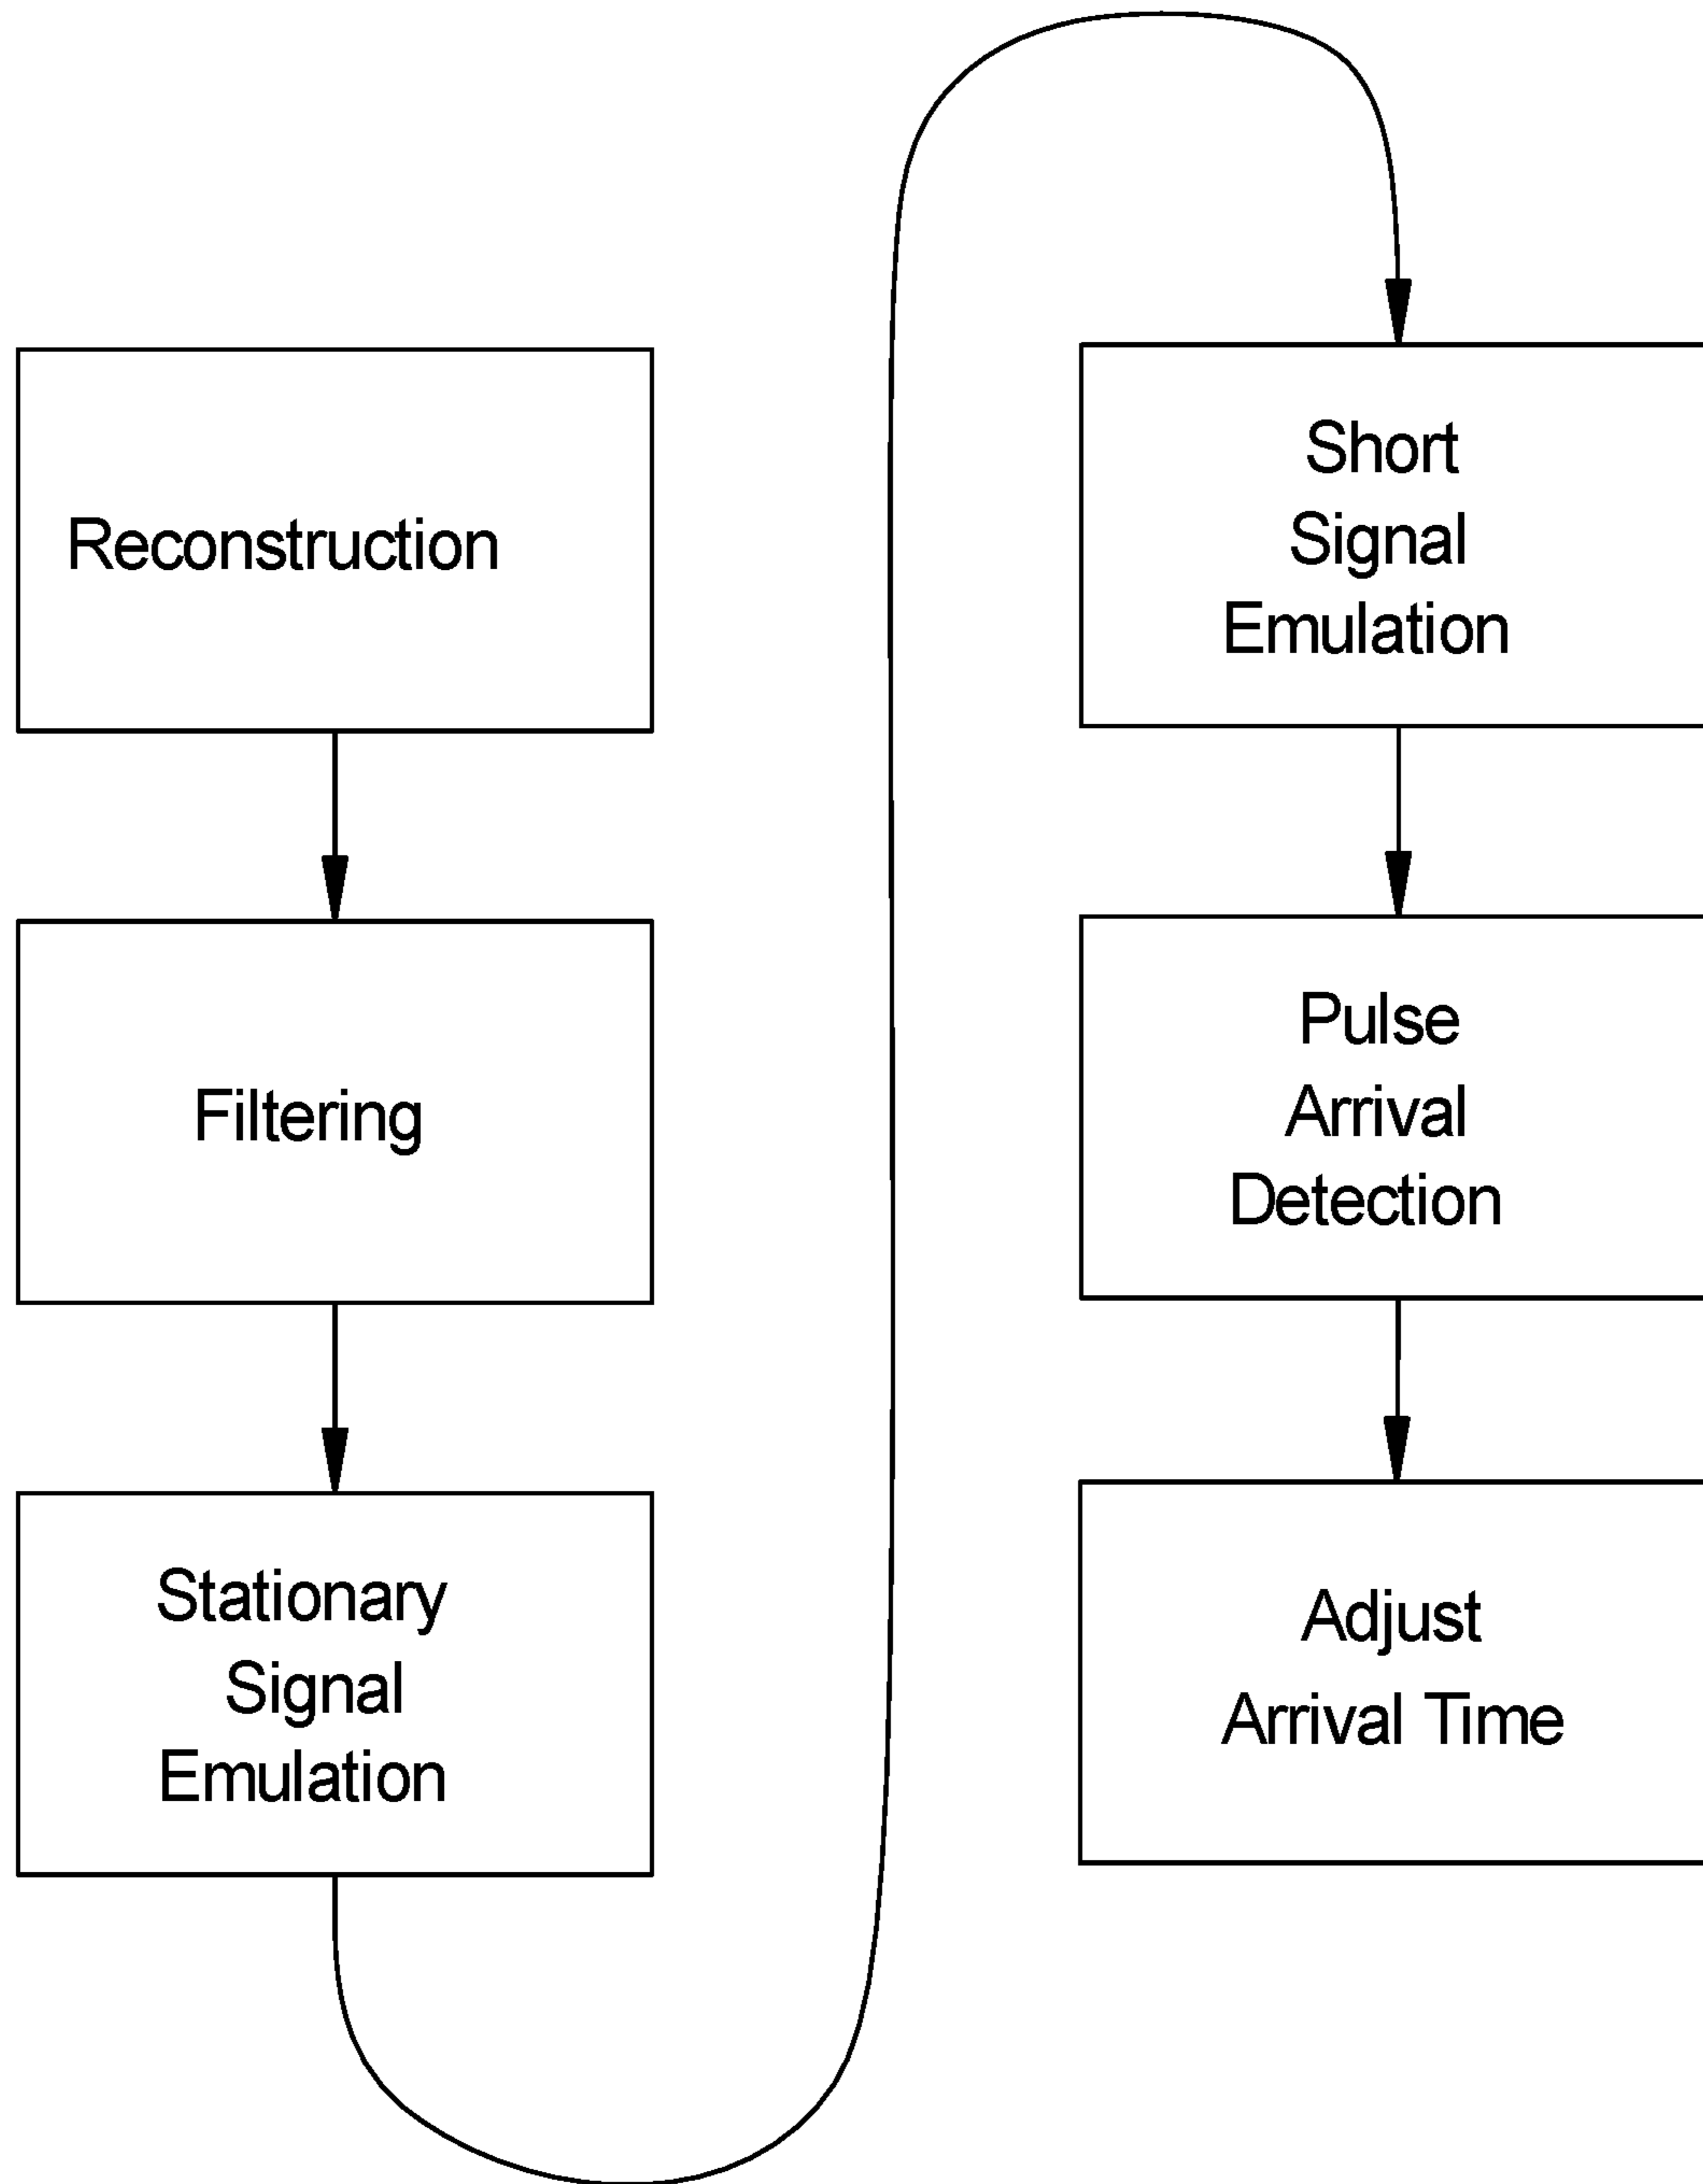 Reconstruction
Filtering
Stationary
Signal
Emulation
Short
Signal
Emulation
Pulse
Arrival
Detection
Adjust
Arrival Time